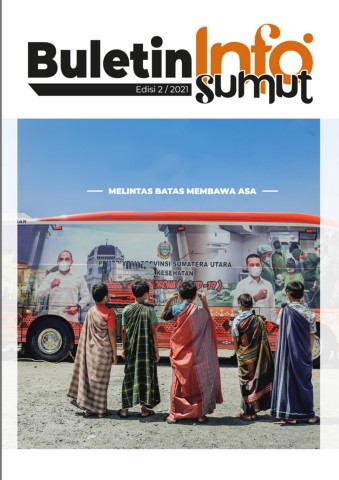 Buletin Info
sumut
Edisi 2 / 2021
MELINTAS BATAS MEMBAWA ASA
PROVINSI SUMATERA UTARA
KESEHATAN